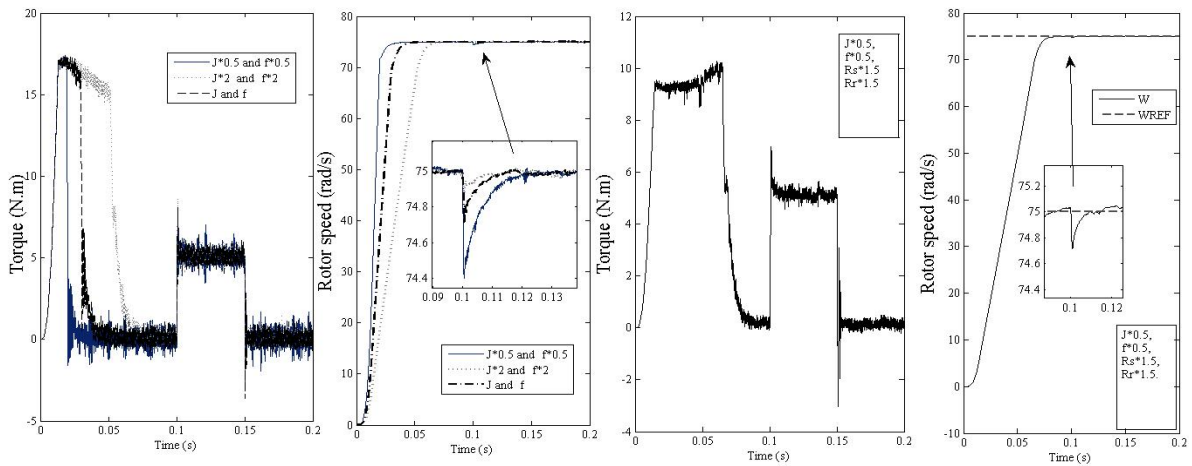 Torque (N.m)
20
15
10
5
0
-5
0
0.05
0.1
0.15
0.2
Time (s)
J*0.5 and f*0.5
J*2 and f*2
J and f
Rotor speed (rad/s)
80
70
60
50
40
30
20
10
0
0
0.05
0.1
0.15
0.2
Time (s)
75
74.8
74.6
74.4
0.09
0.1
0.11
0.12
0.13
J*0.5 and f*0.5
J*2 and f*2
J and f
Torque (N.m)
12
10
8
6
4
2
0
-2
-4
0
0.05
0.1
0.15
0.2
Time (s)
J*0.5,
f*0.5,
Rs*1.5
Rr*1.5
Rotor speed (rad/s)
80
70
60
50
40
30
20
10
0
-10
0
0.05
0.1
0.15
0.2
Time (s)
W
WREF
75.2
75.0
74.8
74.6
74.4
0.1
0.12
J*0.5,
f*0.5,
Rs*1.5,
Rr*1.5.